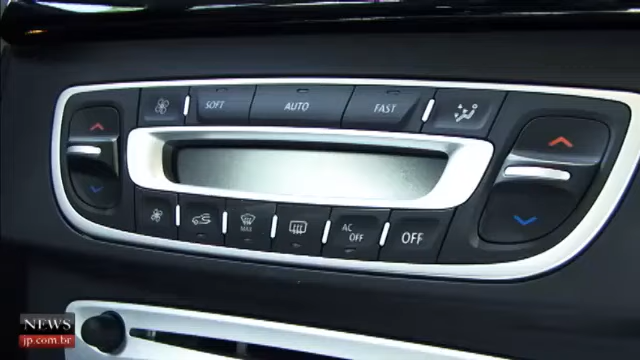 SOFT
AUTO
FAST
MAX
AC
OFF
OFF
NEWS
jp.com.br